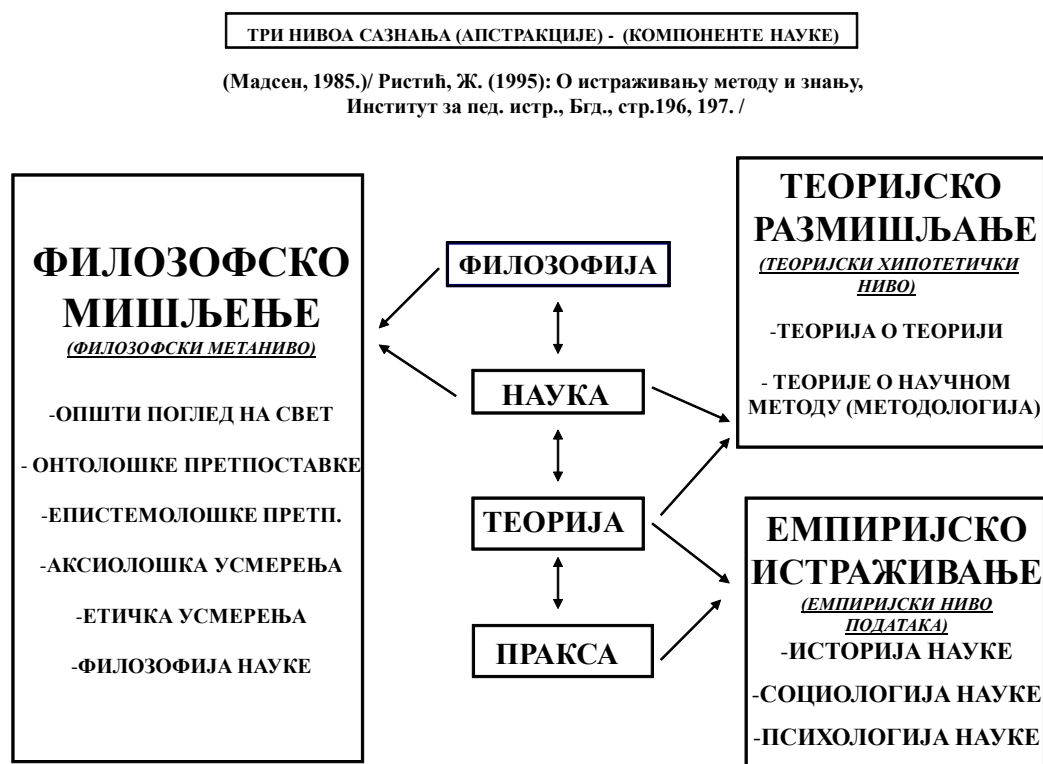 ТРИ НИВОА САЗНАЊА (АПСТРАКЦИЈЕ) - (КОМПОНЕНТЕ НАУКЕ)
(Мадсен, 1985.)/ Ристић, Ж. (1995): О истраживању методу и знању,
Институт за пед. истр., Бгд., стр.196, 197. /
ФИЛОЗОФСКО
МИШЉЕЊЕ
(ФИЛОЗОФСКИ МЕТАНИВО)
-ОПШТИ ПОГЛЕД НА СВЕТ
- ОНТОЛОШКЕ ПРЕТПОСТАВКЕ
-ЕПИСТЕМОЛОШКЕ ПРЕТП.
-АКСИОЛОШКА УСМЕРЕЊА
-ЕТИЧКА УСМЕРЕЊА
-ФИЛОЗОФИЈА НАУКЕ
ФИЛОЗОФИЈА
НАУКА
ТЕОРИЈА
ПРАКСА
ТЕОРИЈСКО
РАЗМИШЉАЊЕ
(ТЕОРИЈСКИ ХИПОТЕТИЧКИ
НИВО)
-ТЕОРИЈА О ТЕОРИЈИ
- ТЕОРИЈЕ О НАУЧНОМ
МЕТОДУ (МЕТОДОЛОГИЈА)
ЕМПИРИЈСКО
ИСТРАЖИВАЊЕ
(ЕМПИРИЈСКИ НИВО
ПОДАТАКА)
-ИСТОРИЈА НАУКЕ
-СОЦИОЛОГИЈА НАУКЕ
-ПСИХОЛОГИЈА НАУКЕ